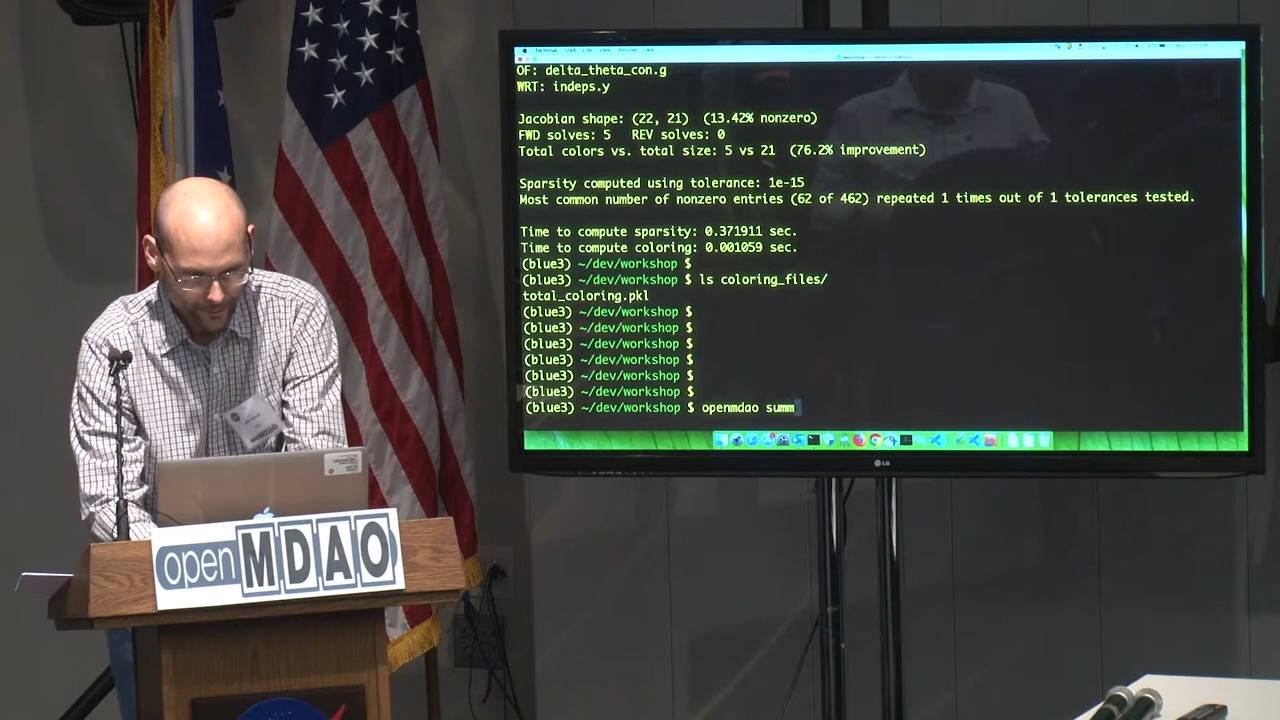 OF: delta_theta_con.g
WRT: indeps.y
Jacobian shape: (22, 21) (13.42% nonzero)
FWD solves: 5 REV solves: 0
Total colors vs. total size: 5 vs 21 (76.2% improvement)
Sparsity computed using tolerance: 1e-15
Most common number of nonzero entries (62 of 462) repeated 1 times out of 1 tolerances tested.
Time to compute sparsity: 0.371911 sec.
Time to compute coloring: 0.001059 sec.
(blue3) ~/dev/workshop $
(blue3) ~/dev/workshop $ ls coloring_files/
total_coloring.pkl
(blue3) ~/dev/workshop $
(blue3) ~/dev/workshop $
(blue3) ~/dev/workshop $
(blue3) ~/dev/workshop $
(blue3) ~/dev/workshop $
(blue3) ~/dev/workshop $
(blue3) ~/dev/workshop $ openmdao summ
LG
openMDAO